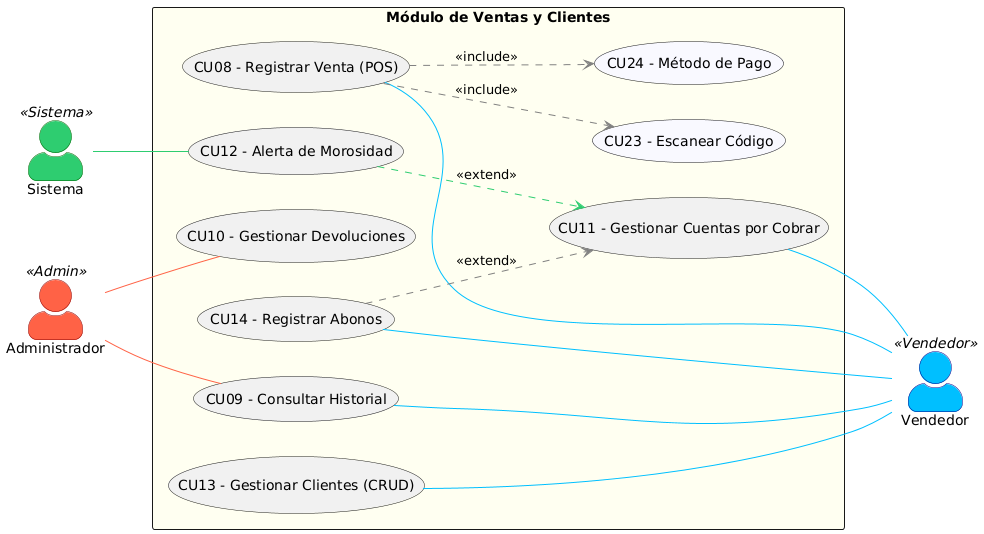 Módulo de Ventas y Clientes
CU08 - Registrar Venta (POS)
«include»
CU24 - Método de Pago
«include»
CU23 - Escanear Código
«Sistema»
Sistema
CU12 - Alerta de Morosidad
«extend»
CU11 - Gestionar Cuentas por Cobrar
CU10 - Gestionar Devoluciones
«extend»
«Admin»
Administrador
CU14 - Registrar Abonos
«Vendedor»
Vendedor
CU09 - Consultar Historial
CU13 - Gestionar Clientes (CRUD)